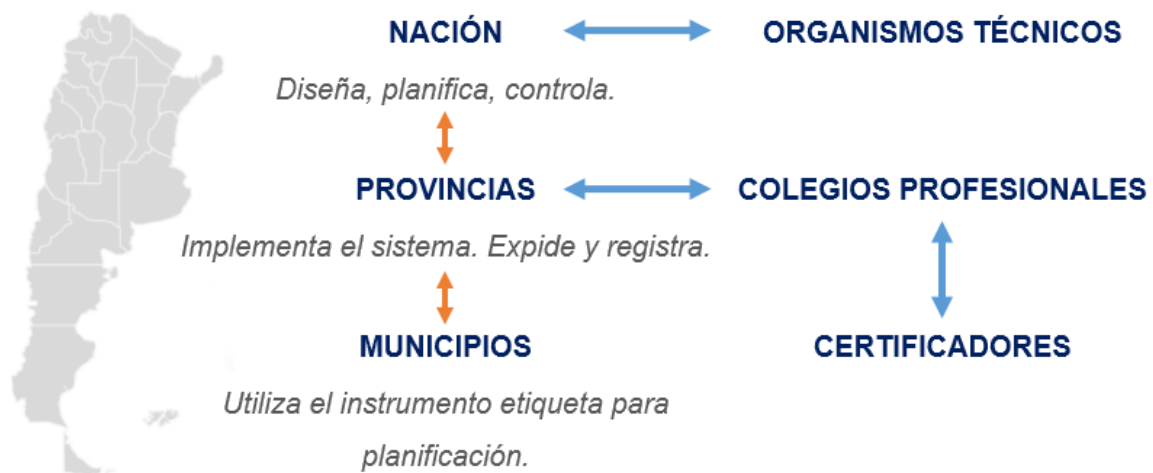 NACIÓN
ORGANISMOS TÉCNICOS
Diseña, planifica, controla.
PROVINCIAS
COLEGIOS PROFESIONALES
Implementa el sistema. Expide y registra.
MUNICIPIOS
CERTIFICADORES
Utiliza el instrumento etiqueta para
planificación.